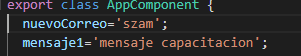 export class AppComponent {
nuevoCorreo='szam';
mensaje1='mensaje capacitacion';